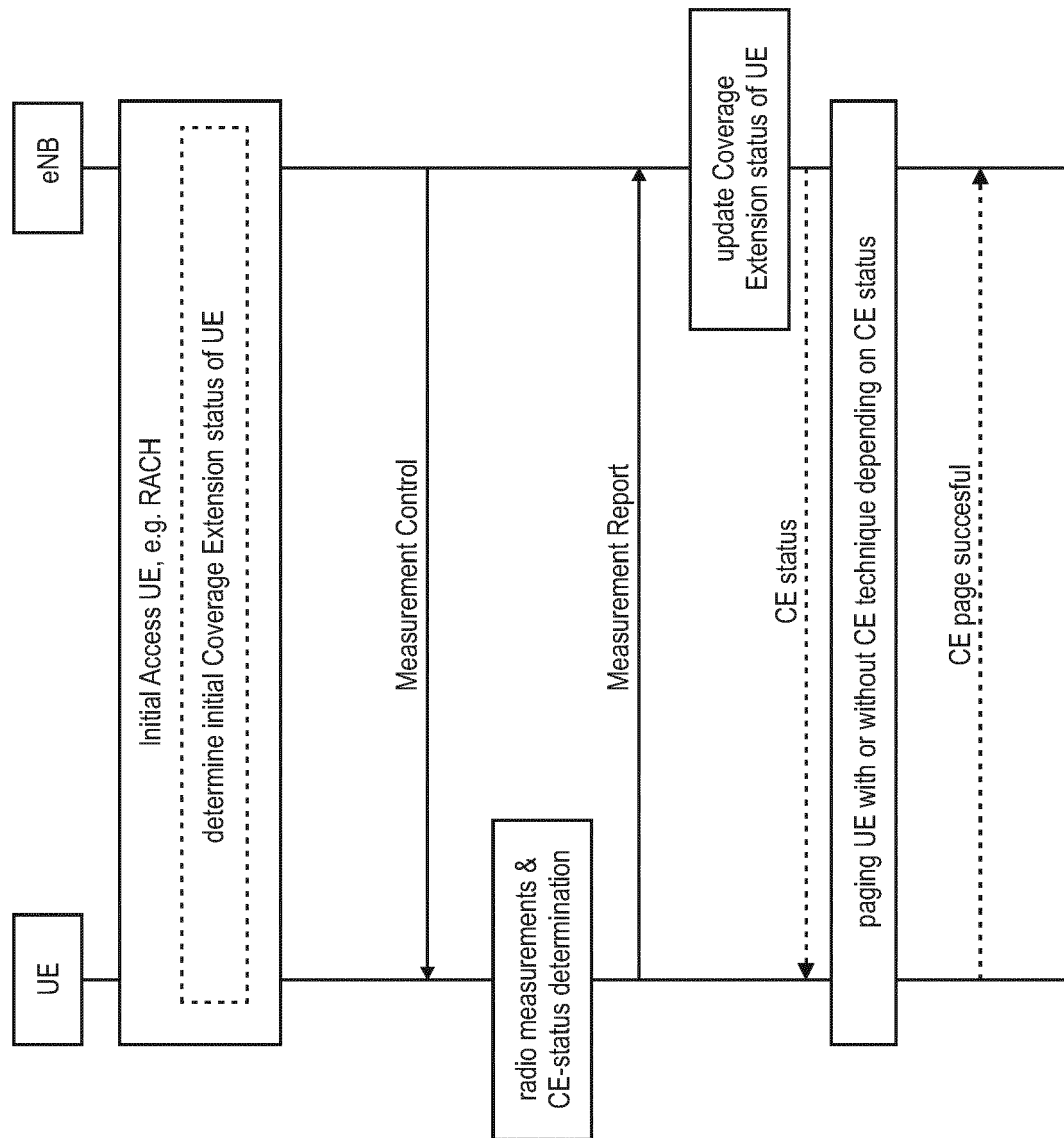 UE
eNB
Initial Access UE, e.g. RACH
determine initial Coverage Extension status of UE
Measurement Control
radio measurements &
CE-status determination
Measurement Report
update Coverage
Extension status of UE
CE status
paging UE with or without CE technique depending on CE status
CE page succesful